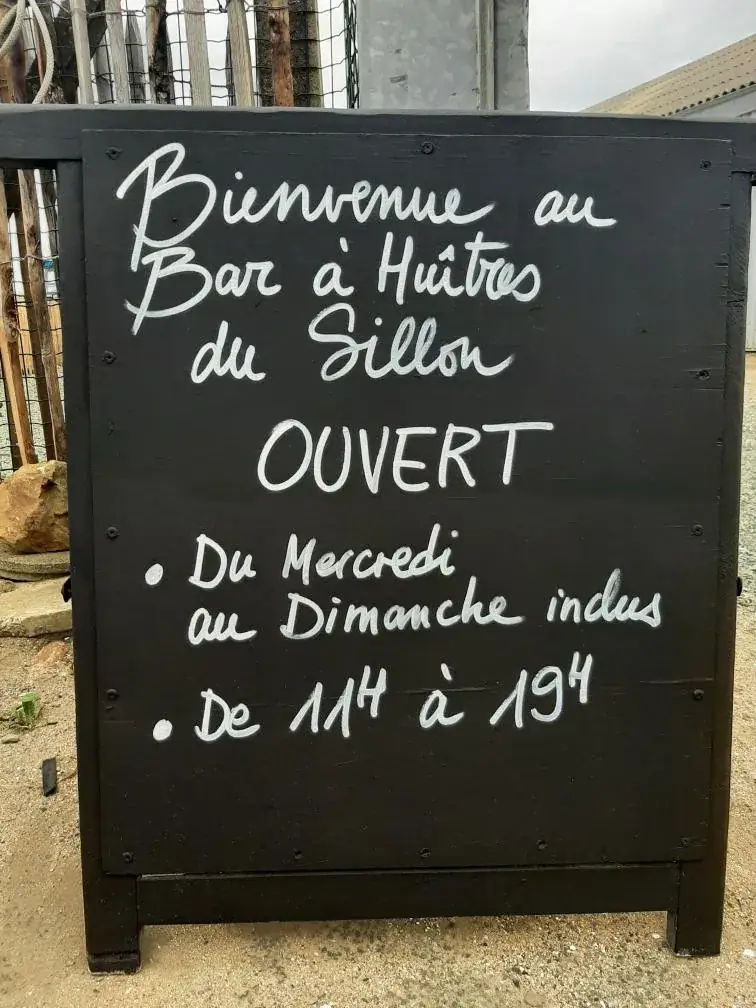 Bienvenue au
Bar à Huîtres
du Sillon
OUVERT
• Du Mercredi
au Dimanche inclus
• De 11H à 19H